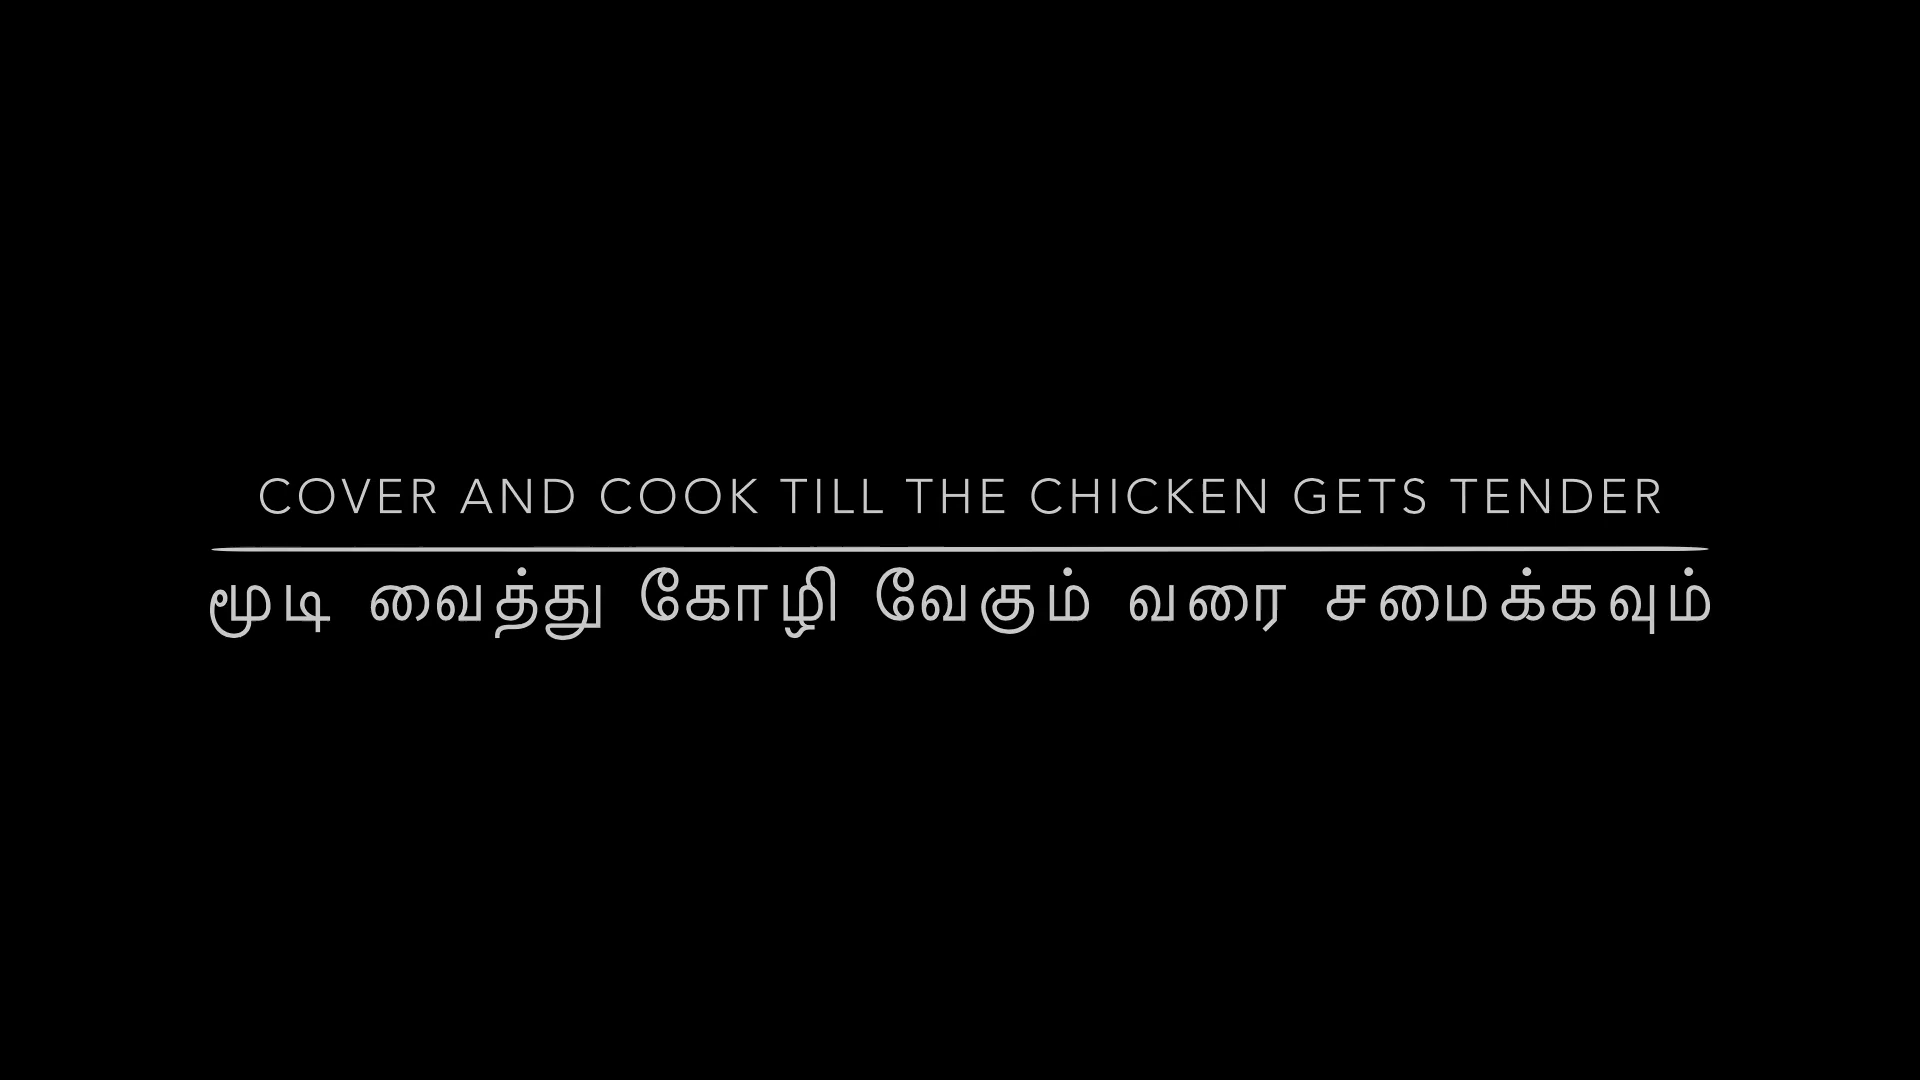 COVER AND COOK TILL THE CHICKEN GETS TENDER
மூடி வைத்து கோழி வேகும் வரை சமைக்கவும்